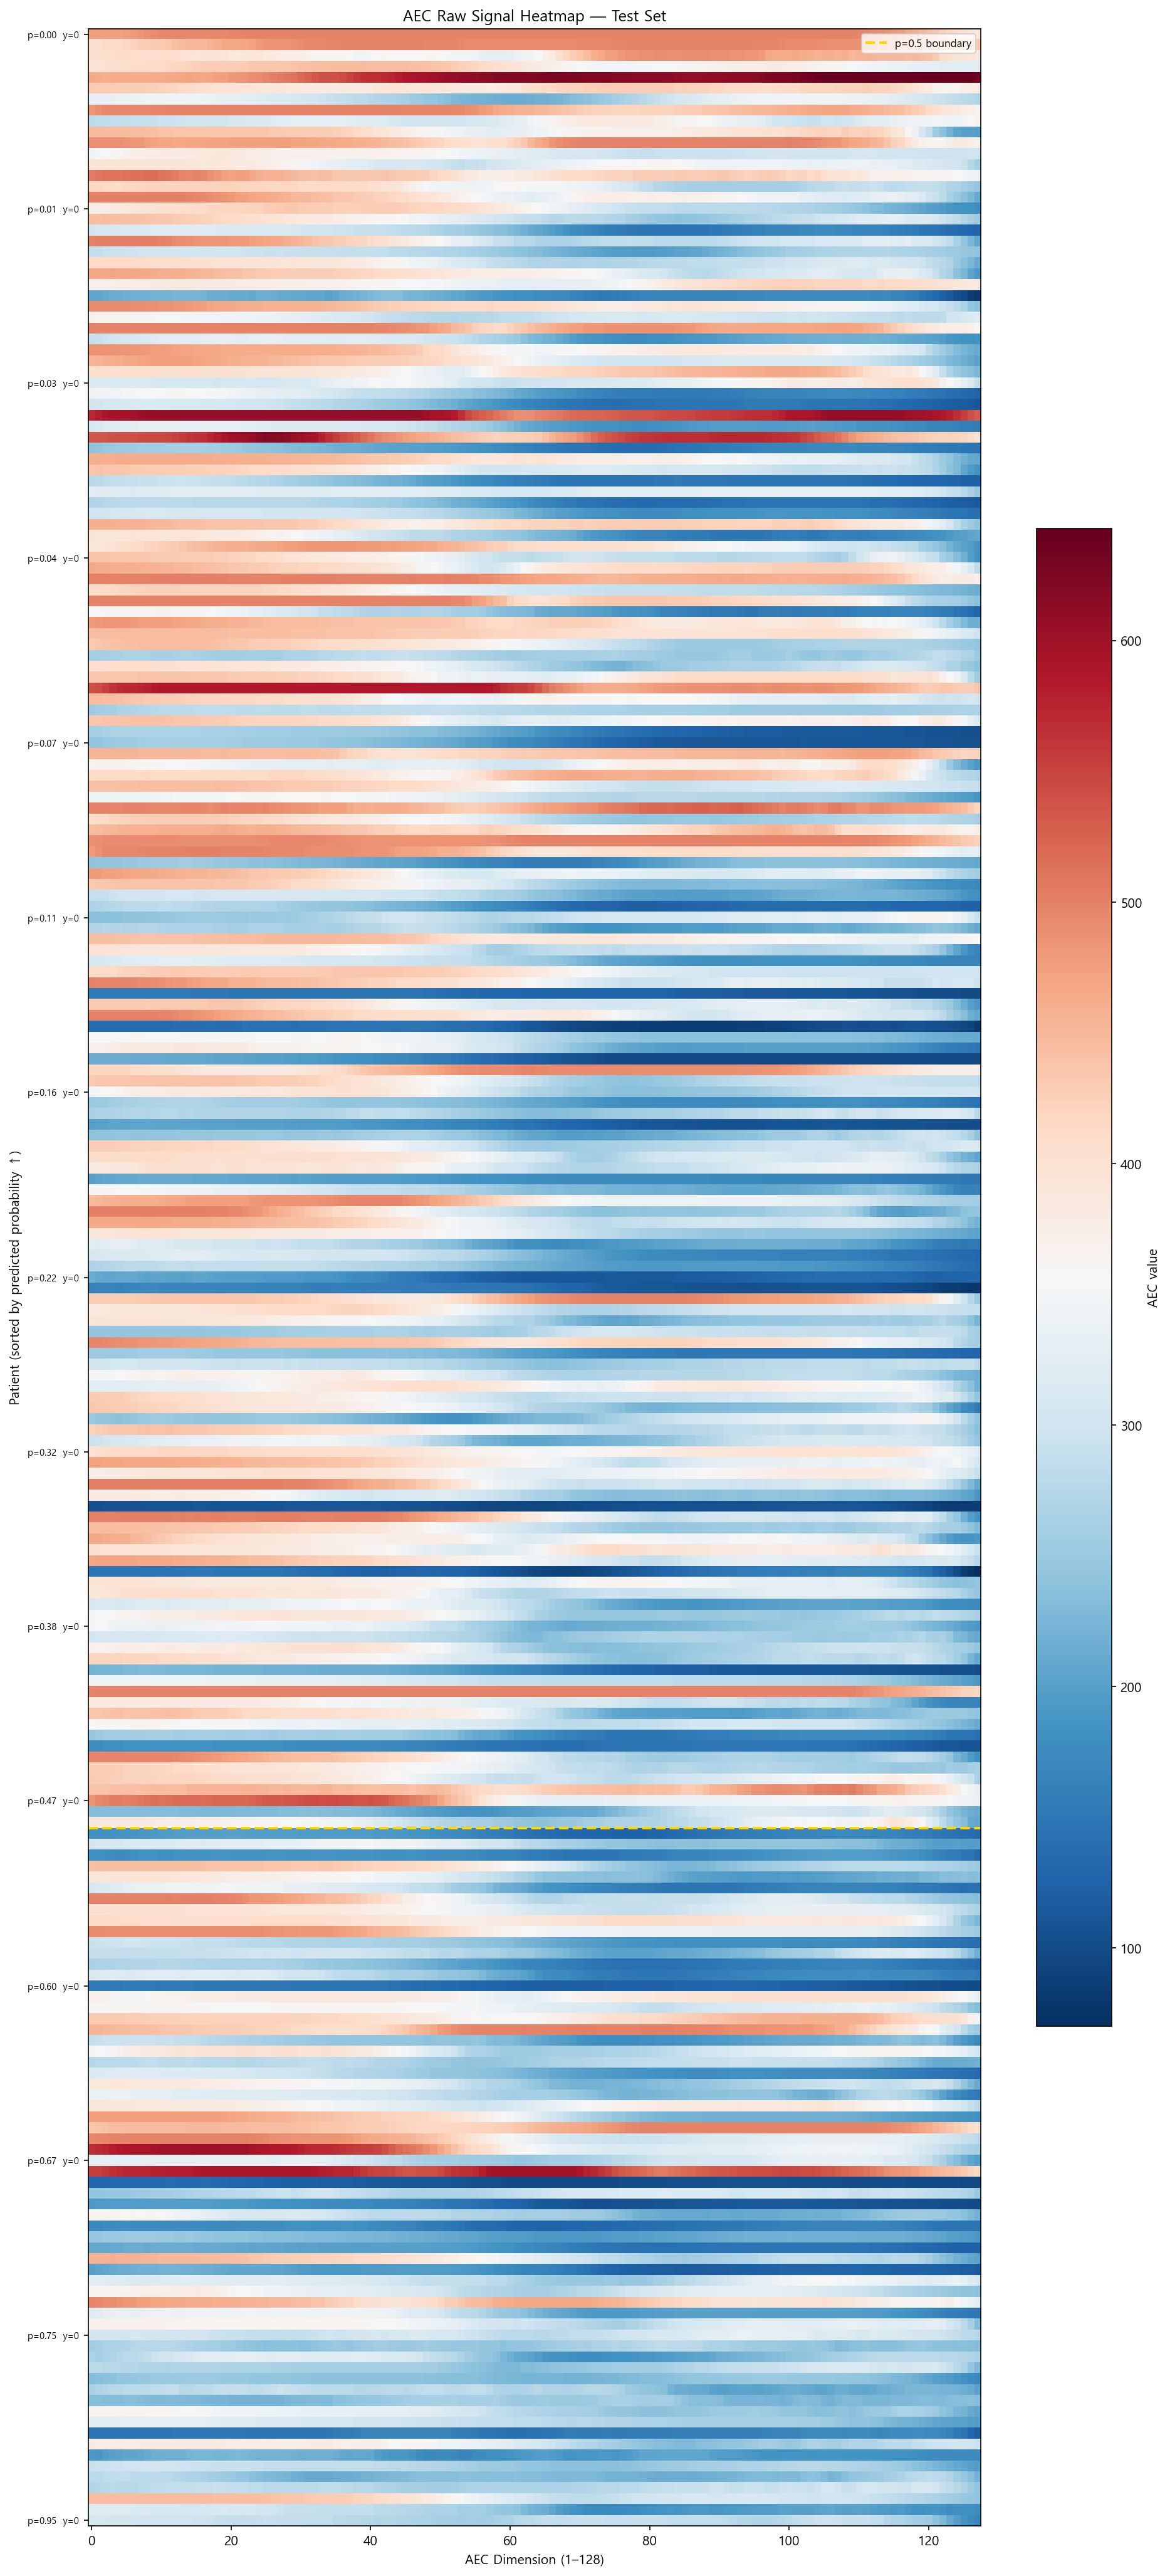 AEC Raw Signal Heatmap — Test Set
p=0.5 boundary
p=0.00 y=0
p=0.01 y=0
p=0.03 y=0
p=0.04 y=0
p=0.07 y=0
p=0.11 y=0
p=0.16 y=0
p=0.22 y=0
p=0.32 y=0
p=0.38 y=0
p=0.47 y=0
p=0.60 y=0
p=0.67 y=0
p=0.75 y=0
p=0.95 y=0
Patient (sorted by predicted probability ↑)
0 20 40 60 80 100 120
AEC Dimension (1–128)
600
500
400
300
200
100
AEC value